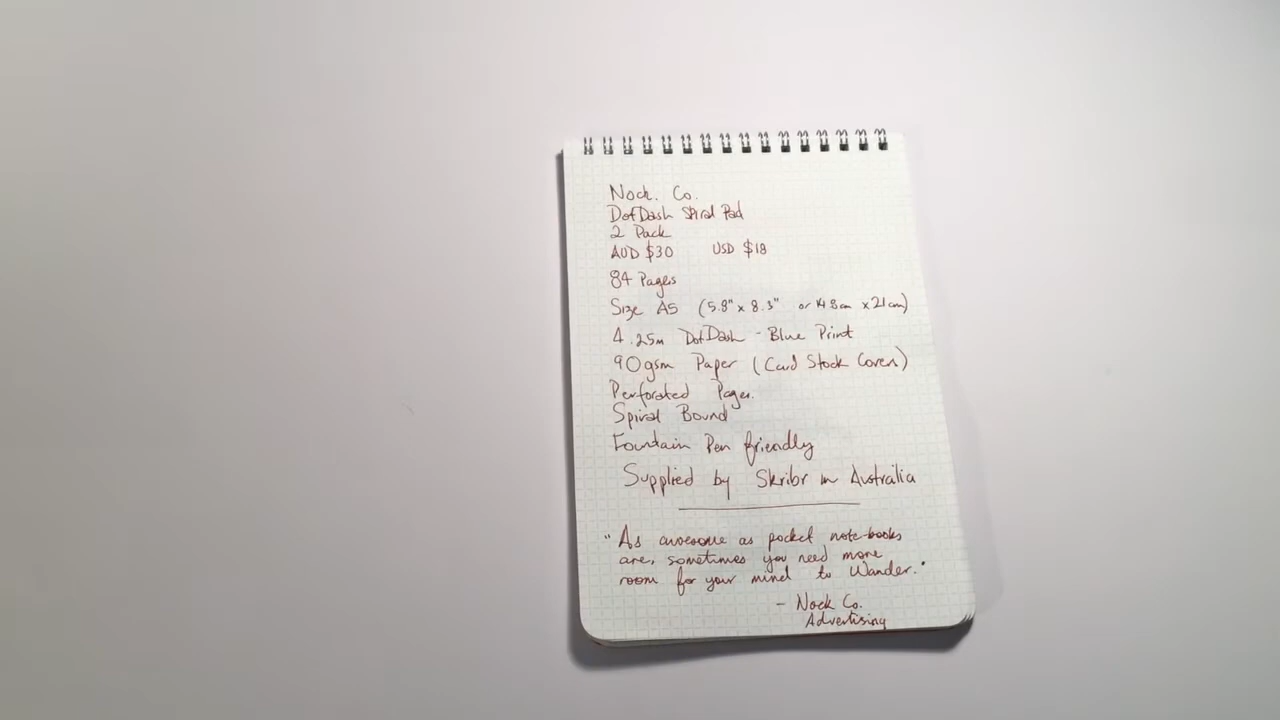 Nock. Co.
DotDash Spiral Pad
2 Pack
AUD $30 USD $18
84 Pages
Size A5 (5.8" x 8.3" or 14.8cm x 21cm)
4.25m DotDash - Blue Print
90gsm Paper (Card Stock Covers)
Perforated Pages.
Spiral Bound
Fountain Pen friendly
Supplied by Skribr in Australia
"As awesome as pocket note-books
are, sometimes you need more
room for your mind to Wander."
- Nock Co.
Advertising